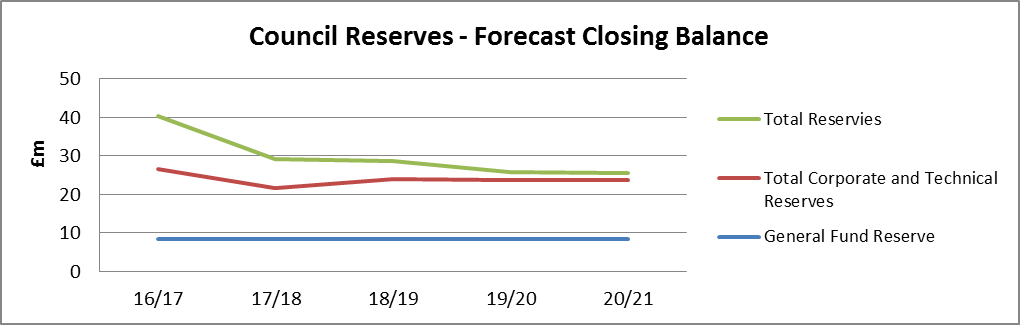 Council Reserves - Forecast Closing Balance
50
40
30
20
10
0
£m
16/17
17/18
18/19
19/20
20/21
Total Reservies
Total Corporate and Technical
Reserves
General Fund Reserve